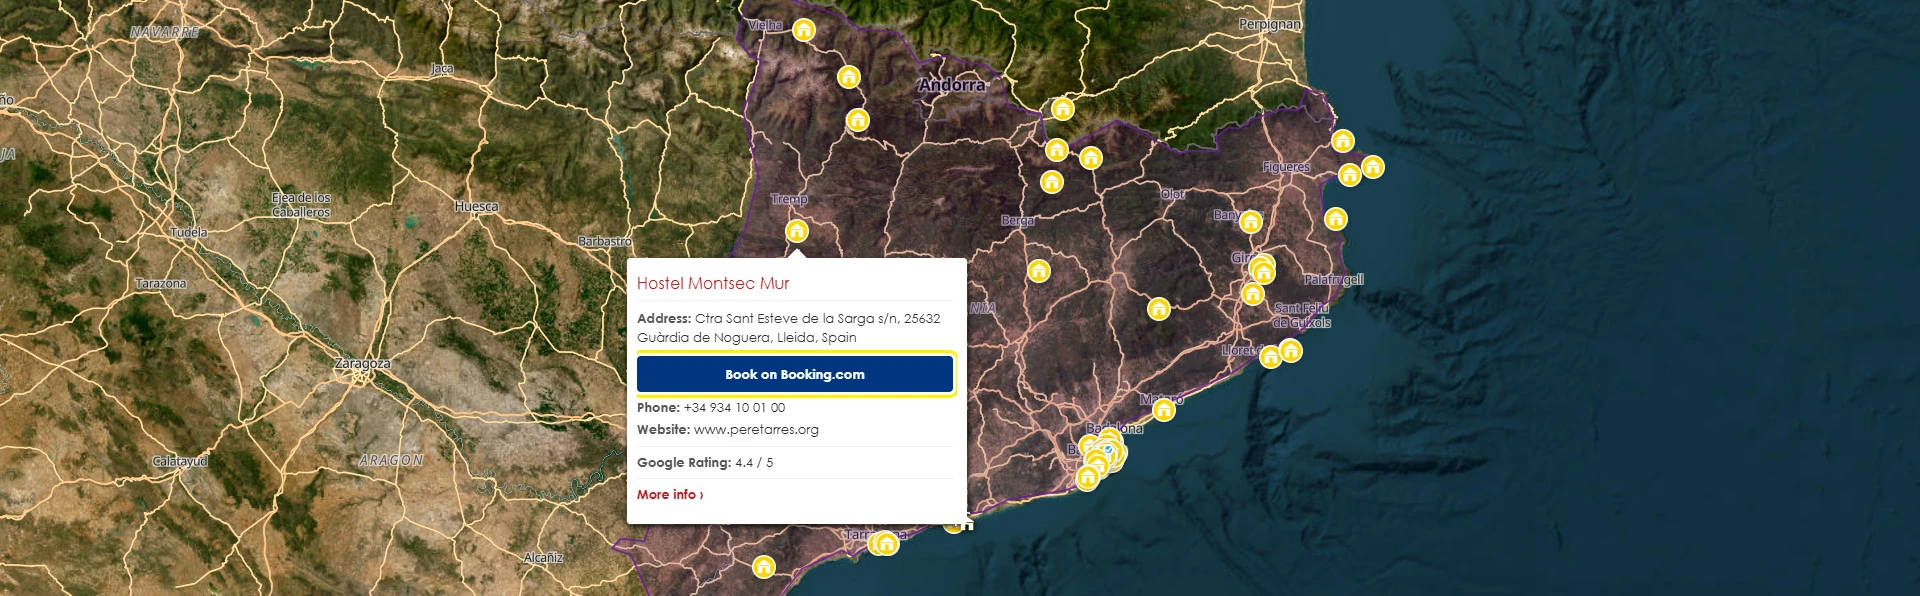 NAVARRE
Vielha
Perpignan
Jaca
Andorra
Figueres
Tremp
Olot
Ejea de los
Caballeros
Huesca
Berga
Tudela
Barbastro
Tarazona
Palafrugell
Sant Feliu
de Guíxols
Hostel Montsec Mur
Address: Ctra Sant Esteve de la Sarga s/n, 25632
Guàrdia de Noguera, Lleida, Spain
Book on Booking.com
Phone: +34 934 10 01 00
Website: www.peretarres.org
Google Rating: 4.4 / 5
More info ›
Zaragoza
Mataró
Badalona
Calatayud
ARAGON
Alcañiz